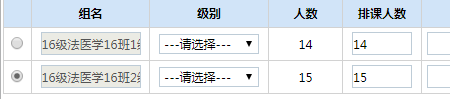 组名 级别 人数 排课人数
16级法医学16班1 ---请选择--- 14 14
16级法医学16班2 ---请选择--- 15 15